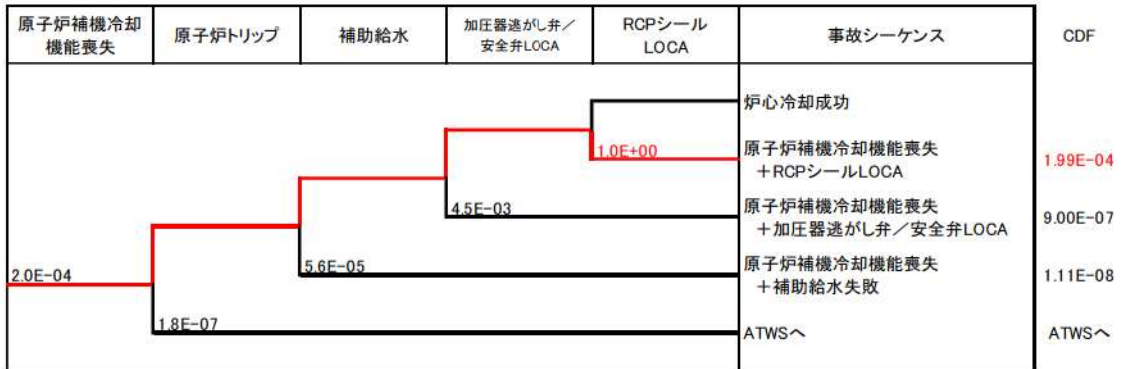 原子炉補機冷却
機能喪失
原子炉トリップ
補助給水
加圧器逃がし弁/
安全弁LOCA
RCPシール
LOCA
事故シーケンス
CDF
炉心冷却成功
1.0E+00
原子炉補機冷却機能喪失
+RCPシールLOCA
1.99E-04
4.5E-03
原子炉補機冷却機能喪失
+加圧器逃がし弁/安全弁LOCA
9.00E-07
2.0E-04
5.6E-05
原子炉補機冷却機能喪失
+補助給水失敗
1.11E-08
1.8E-07
ATWSへ
ATWSへ